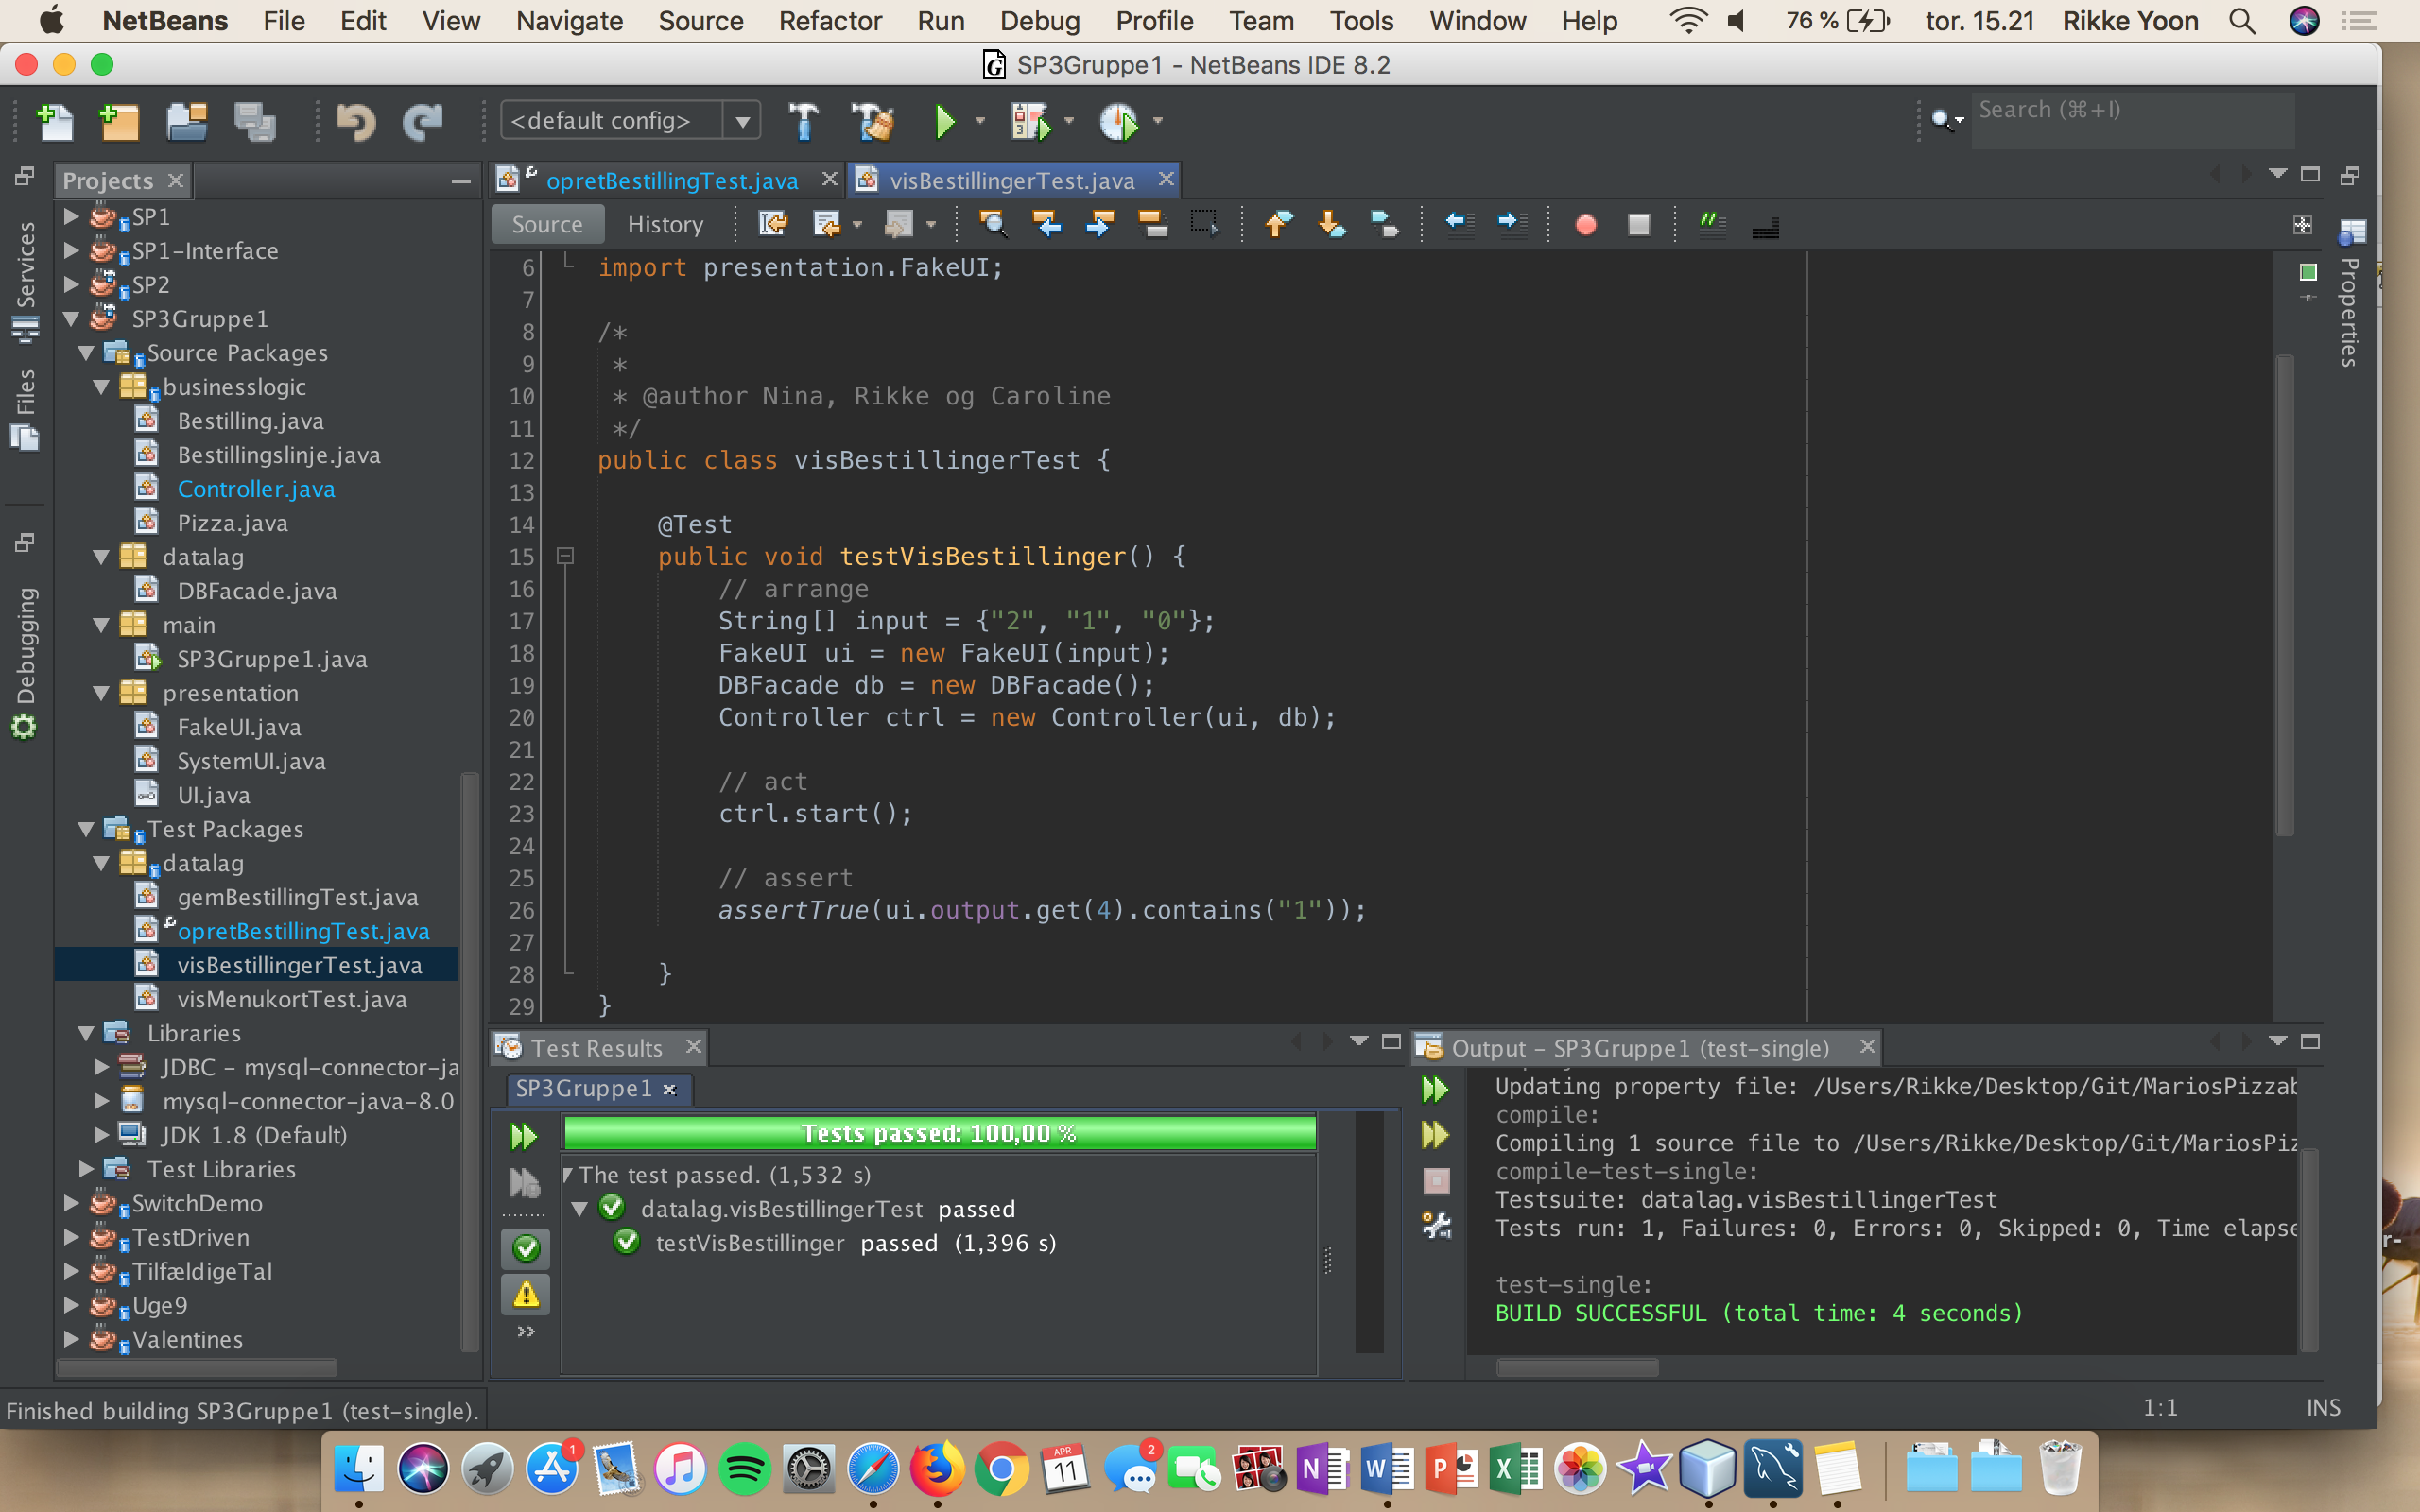 NetBeans File Edit View Navigate Source Refactor Run Debug Profile Team Tools Window Help 76 % tor. 15.21 Rikke Yoon
SP3Gruppe1 - NetBeans IDE 8.2
<default config>
Search (⌘+I)
Projects
Services
Files
Debugging
SP1
SP1-Interface
SP2
SP3Gruppe1
Source Packages
businesslogic
Bestilling.java
Bestillingslinje.java
Controller.java
Pizza.java
datalag
DBFacade.java
main
SP3Gruppe1.java
presentation
FakeUI.java
SystemUI.java
UI.java
Test Packages
datalag
gemBestillingTest.java
opretBestillingTest.java
visBestillingerTest.java
visMenukortTest.java
Libraries
JDBC - mysql-connector-ja
mysql-connector-java-8.0
JDK 1.8 (Default)
Test Libraries
SwitchDemo
TestDriven
TilfældigeTal
Uge9
Valentines
opretBestillingTest.java visBestillingerTest.java
Source History
Properties
6 import presentation.FakeUI;
7
8 /*
9 *
10 * @author Nina, Rikke og Caroline
11 */
12 public class visBestillingerTest {
13
14 @Test
15 public void testVisBestillinger() {
16 // arrange
17 String[] input = {"2", "1", "0"};
18 FakeUI ui = new FakeUI(input);
19 DBFacade db = new DBFacade();
20 Controller ctrl = new Controller(ui, db);
21
22 // act
23 ctrl.start();
24
25 // assert
26 assertTrue(ui.output.get(4).contains("1"));
27
28 }
29 }
Test Results
SP3Gruppe1
Tests passed: 100,00 %
The test passed. (1,532 s)
datalag.visBestillingerTest passed
testVisBestillinger passed (1,396 s)
Output - SP3Gruppe1 (test-single)
Updating property file: /Users/Rikke/Desktop/Git/MariosPizzab
compile:
Compiling 1 source file to /Users/Rikke/Desktop/Git/MariosPiz
compile-test-single:
Testsuite: datalag.visBestillingerTest
Tests run: 1, Failures: 0, Errors: 0, Skipped: 0, Time elapse
test-single:
BUILD SUCCESSFUL (total time: 4 seconds)
Finished building SP3Gruppe1 (test-single).
1:1 INS
1
APR
11
2
N
W
P
X